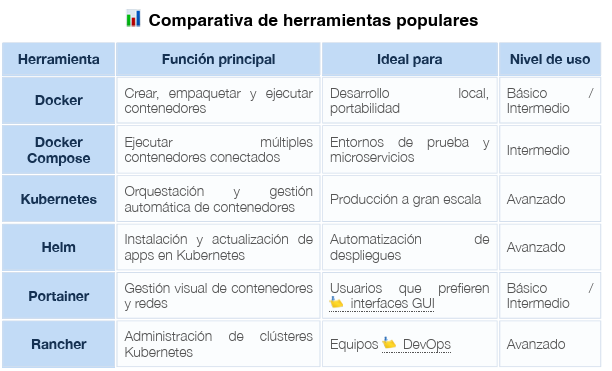 📊 Comparativa de herramientas populares
Herramienta Función principal Ideal para Nivel de uso
Docker
Crear, empaquetar y ejecutar
contenedores
Desarrollo local,
portabilidad
Básico /
Intermedio
Docker
Compose
Ejecutar múltiples
contenedores conectados
Entornos de prueba y
microservicios
Intermedio
Kubernetes
Orquestación y gestión
automática de contenedores
Producción a gran escala
Avanzado
Helm
Instalación y actualización de
apps en Kubernetes
Automatización de
despliegues
Avanzado
Portainer
Gestión visual de contenedores
y redes
Usuarios que prefieren
interfaces GUI
Básico /
Intermedio
Rancher
Administración de clústeres
Kubernetes
Equipos DevOps
Avanzado